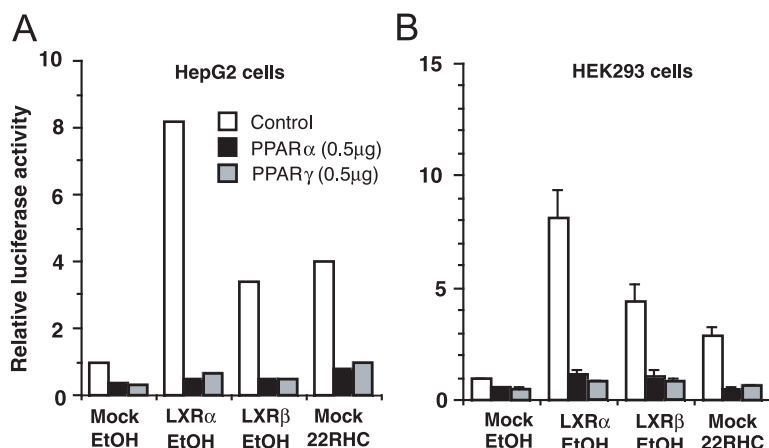 A
HepG2 cells
Relative luciferase activity
10
8
6
4
2
0
Control
PPARα (0.5μg)
PPARγ (0.5μg)
Mock LXRα LXRβ Mock
EtOH EtOH EtOH 22RHC
B
HEK293 cells
15
10
5
0
Mock LXRα LXRβ Mock
EtOH EtOH EtOH 22RHC